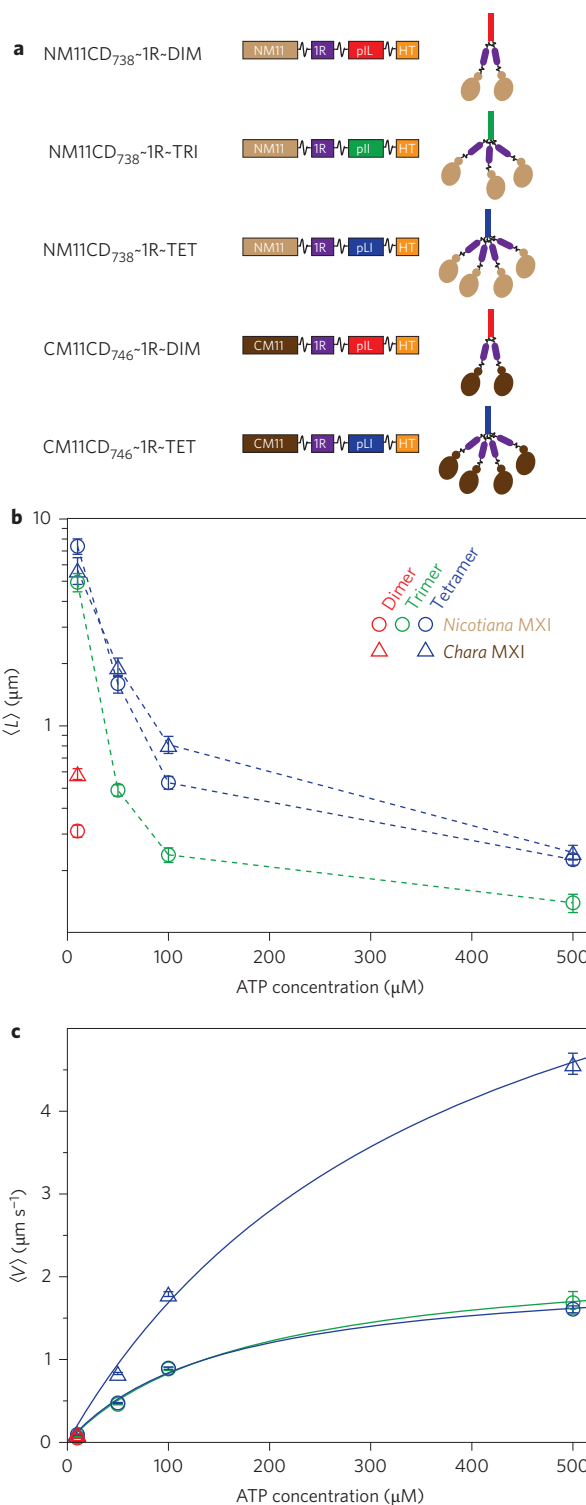 a
NM11CD₇₃₈~1R~DIM
NM11 1R pIL HT
NM11CD₇₃₈~1R~TRI
NM11 1R pII HT
NM11CD₇₃₈~1R~TET
NM11 1R pLI HT
CM11CD₇₄₆~1R~DIM
CM11 1R pIL HT
CM11CD₇₄₆~1R~TET
CM11 1R pLI HT
b
10
1
⟨L⟩ (μm)
Dimer
Trimer
Tetramer
Nicotiana MXI
Chara MXI
0 100 200 300 400 500
ATP concentration (μM)
c
4
3
2
1
0
⟨V⟩ (μm s⁻¹)
0 100 200 300 400 500
ATP concentration (μM)